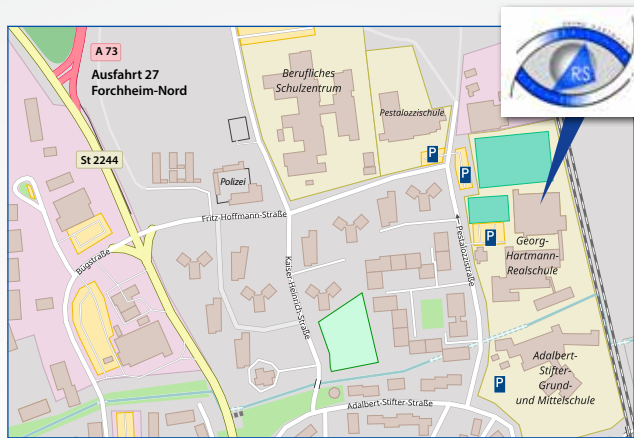 A 73
Ausfahrt 27
Forchheim-Nord
Berufliches
Schulzentrum
Pestalozzischule
RS
P
P
St 2244
Polizei
Fritz-Hoffmann-Straße
Bügstraße
Kaiser-Heinrich-Straße
Pestalozzistraße
P
Georg-
Hartmann-
Realschule
Adalbert-
Stifter-
Grund-
und Mittelschule
P
Adalbert-Stifter-Straße